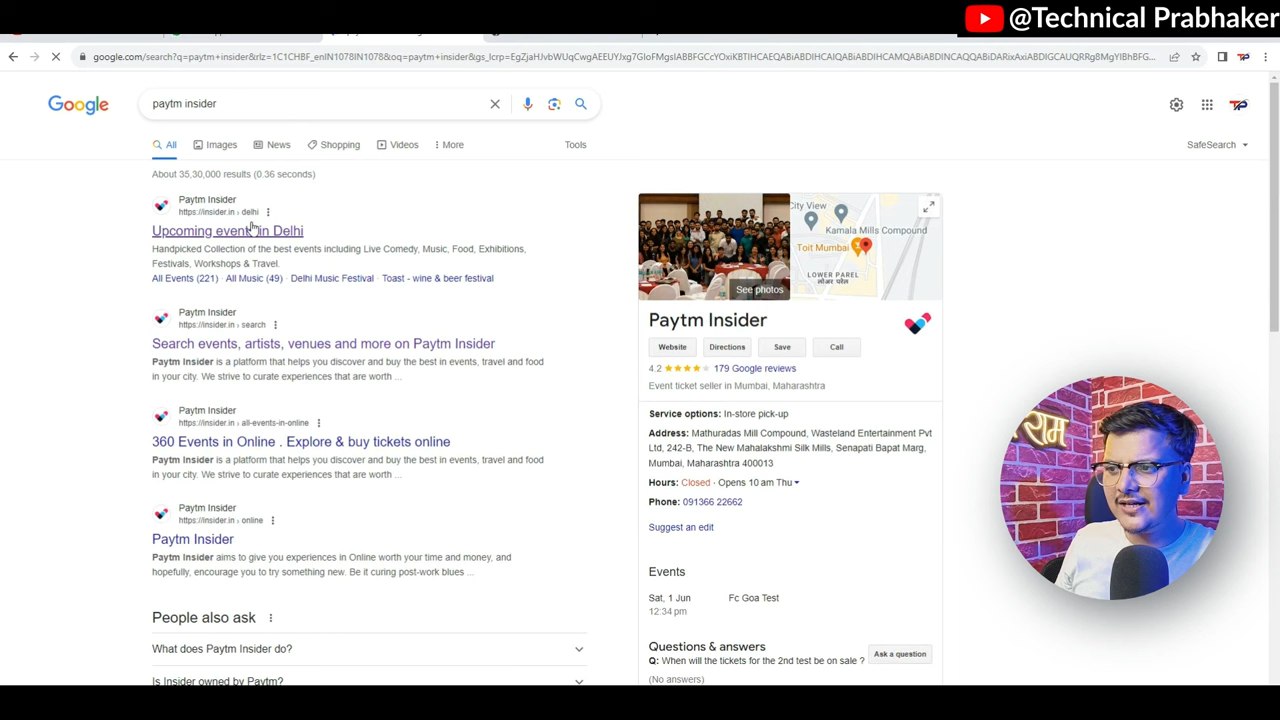 @Technical Prabhaker
Google
paytm insider
All
Images
News
Shopping
Videos
More
Tools
SafeSearch
About 35,30,000 results (0.36 seconds)
Paytm Insider
https://insider.in › delhi
Upcoming events in Delhi
Handpicked Collection of the best events including Live Comedy, Music, Food, Exhibitions,
Festivals, Workshops & Travel.
All Events (221) · All Music (49) · Delhi Music Festival · Toast - wine & beer festival
Paytm Insider
https://insider.in › search
Search events, artists, venues and more on Paytm Insider
Paytm Insider is a platform that helps you discover and buy the best in events, travel and food
in your city. We strive to curate experiences that are worth ...
Paytm Insider
https://insider.in › all-events-in-online
360 Events in Online . Explore & buy tickets online
Paytm Insider is a platform that helps you discover and buy the best in events, travel and food
in your city. We strive to curate experiences that are worth ...
Paytm Insider
https://insider.in › online
Paytm Insider
Paytm Insider aims to give you experiences in Online worth your time and money, and
hopefully, encourage you to try something new. Be it curing post-work blues ...
People also ask
What does Paytm Insider do?
Is Insider owned by Paytm?
See photos
City View
Kamala Mills Compound
Toit Mumbai
LOWER PAREL
लोअर परेल
Paytm Insider
Website
Directions
Save
Call
4.2
179 Google reviews
Event ticket seller in Mumbai, Maharashtra
Service options: In-store pick-up
Address: Mathuradas Mill Compound, Wasteland Entertainment Pvt
Ltd, 242-B, The New Mahalakshmi Silk Mills, Senapati Bapat Marg,
Mumbai, Maharashtra 400013
Hours: Closed · Opens 10 am Thu
Phone: 091366 22662
Suggest an edit
Events
Sat, 1 Jun
Fc Goa Test
12:34 pm
Questions & answers
Ask a question
Q: When will the tickets for the 2nd test be on sale ?
(No answers)
राम